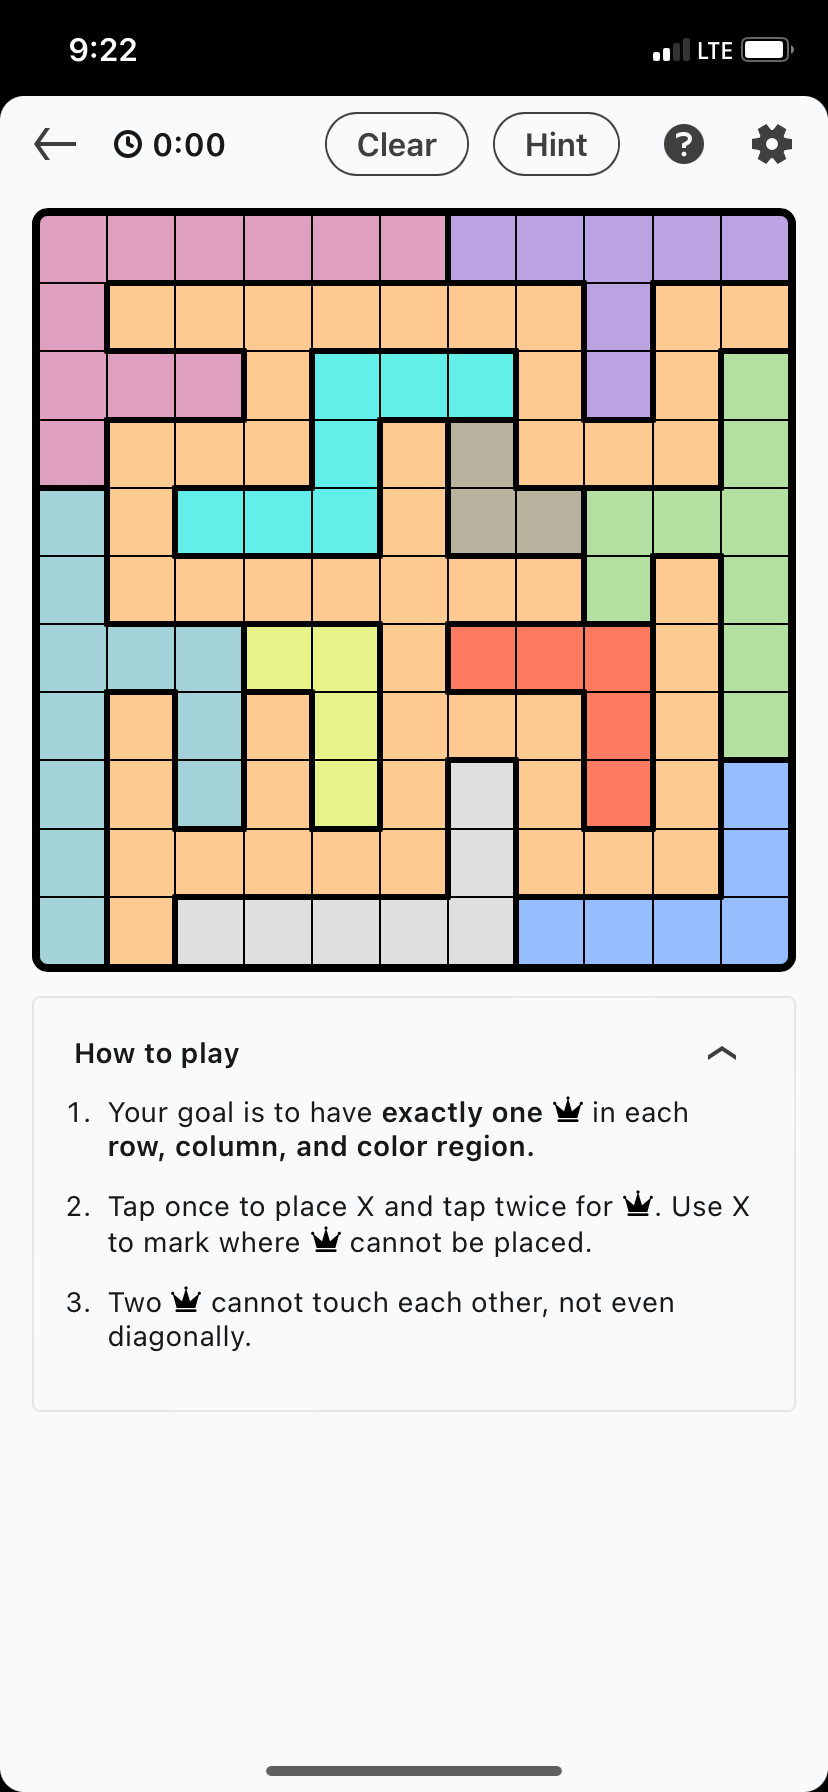 9:22 LTE
0:00 Clear Hint ?
How to play
1. Your goal is to have exactly one in each
row, column, and color region.
2. Tap once to place X and tap twice for . Use X
to mark where cannot be placed.
3. Two cannot touch each other, not even
diagonally.